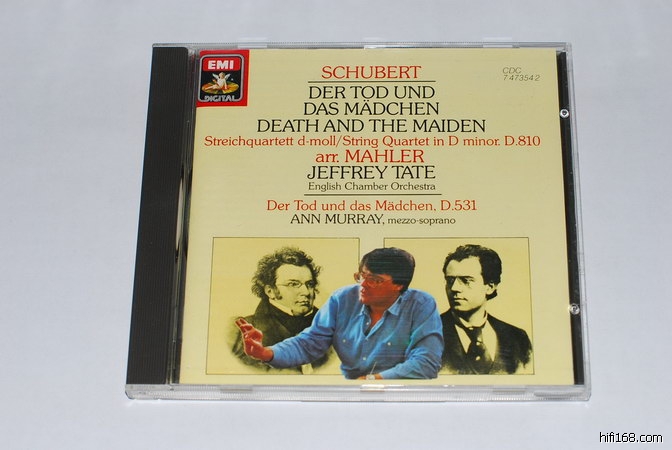 EMI
DIGITAL
SCHUBERT
CDC
7 47354 2
DER TOD UND
DAS MÄDCHEN
DEATH AND THE MAIDEN
Streichquartett d-moll/String Quartet in D minor. D.810
arr. MAHLER
JEFFREY TATE
English Chamber Orchestra
Der Tod und das Mädchen, D.531
ANN MURRAY, mezzo-soprano
hifi168.com